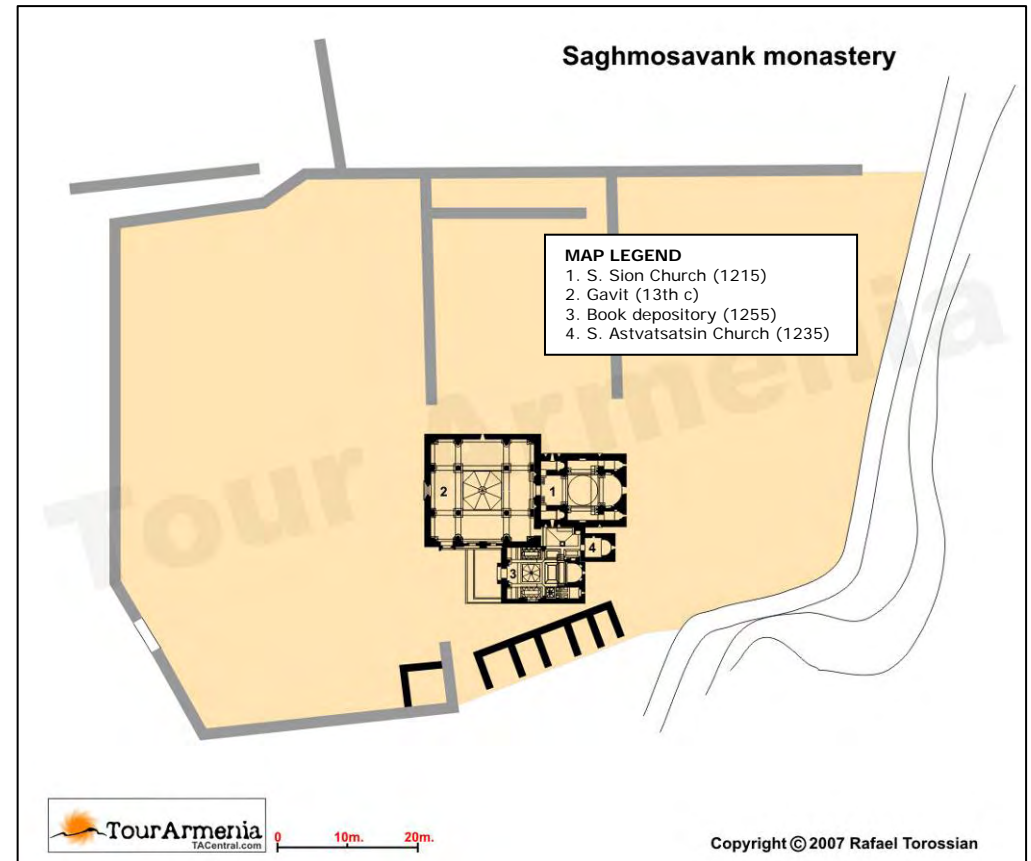 Saghmosavank monastery
MAP LEGEND
1. S. Sion Church (1215)
2. Gavit (13th c)
3. Book depository (1255)
4. S. Astvatsatsin Church (1235)
Tour Armenia
2
1
4
3
TourArmenia
TACentral.com
0 10m. 20m.
Copyright © 2007 Rafael Torossian